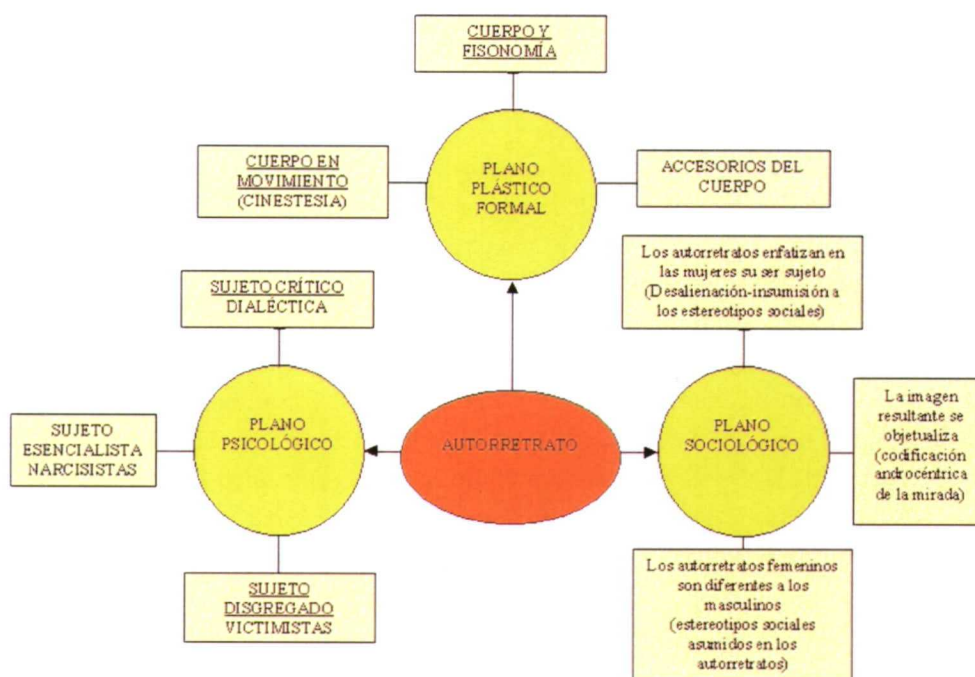 CUERPO Y
FISONOMÍA
CUERPO EN
MOVIMIENTO
(CINESTESIA)
PLANO
PLÁSTICO
FORMAL
ACCESORIOS DEL
CUERPO
SUJETO CRÍTICO
DIALÉCTICA
Los autorretratos enfatizan en
las mujeres su ser sujeto
(Desalienación-insumisión a
los estereotipos sociales)
SUJETO
ESENCIALISTA
NARCISISTAS
PLANO
PSICOLÓGICO
AUTORRETRATO
PLANO
SOCIOLÓGICO
La imagen
resultante se
objetualiza
(codificación
androcéntrica
de la mirada)
SUJETO
DISGREGADO
VICTIMISTAS
Los autorretratos femeninos
son diferentes a los
masculinos
(estereotipos sociales
asumidos en los
autorretratos)